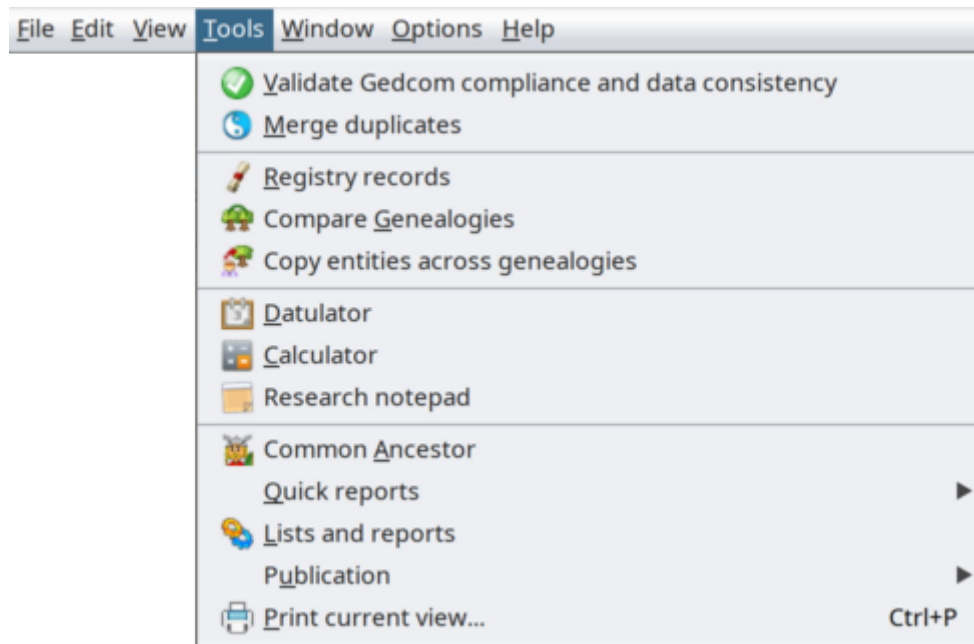 File Edit View Tools Window Options Help
Validate Gedcom compliance and data consistency
Merge duplicates
Registry records
Compare Genealogies
Copy entities across genealogies
Datulator
Calculator
Research notepad
Common Ancestor
Quick reports
Lists and reports
Publication
Print current view... Ctrl+P